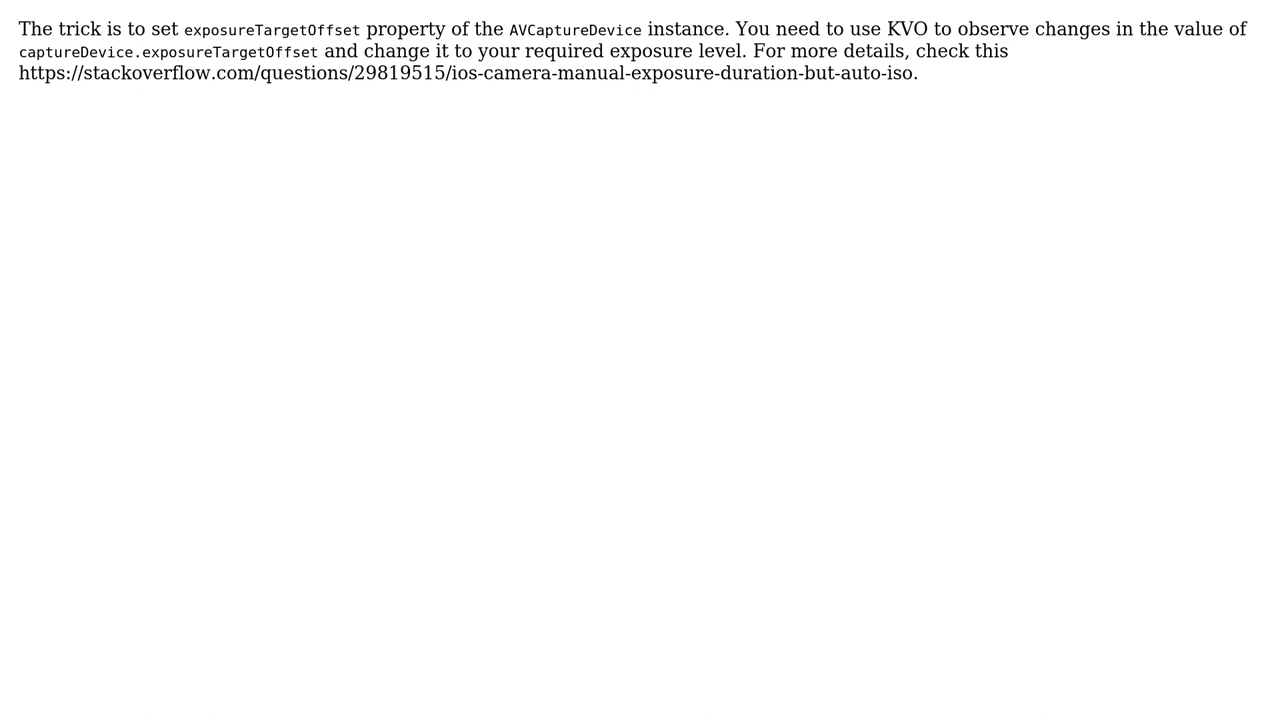 The trick is to set exposureTargetOffset property of the AVCaptureDevice instance. You need to use KVO to observe changes in the value of
captureDevice.exposureTargetOffset and change it to your required exposure level. For more details, check this
https://stackoverflow.com/questions/29819515/ios-camera-manual-exposure-duration-but-auto-iso.